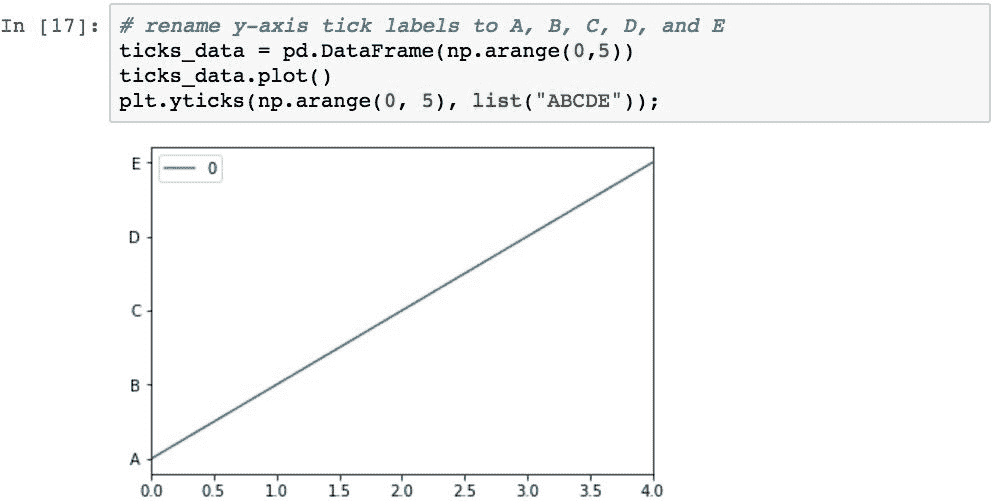 In [17]: # rename y-axis tick labels to A, B, C, D, and E
ticks_data = pd.DataFrame(np.arange(0,5))
ticks_data.plot()
plt.yticks(np.arange(0, 5), list("ABCDE"));
0
E
D
C
B
A
0.0 0.5 1.0 1.5 2.0 2.5 3.0 3.5 4.0